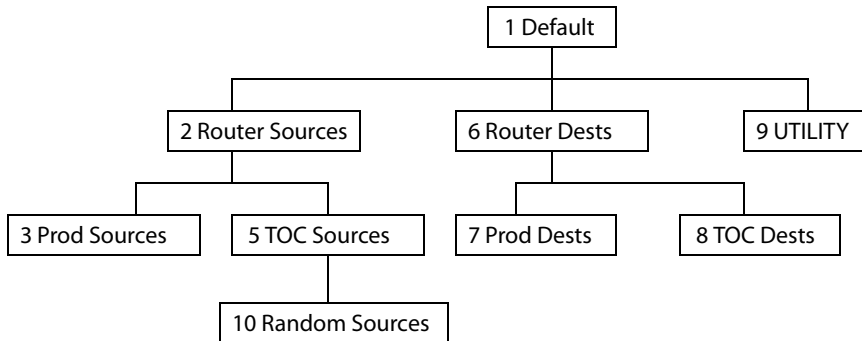 1 Default
2 Router Sources
6 Router Dests
9 UTILITY
3 Prod Sources
5 TOC Sources
7 Prod Dests
8 TOC Dests
10 Random Sources